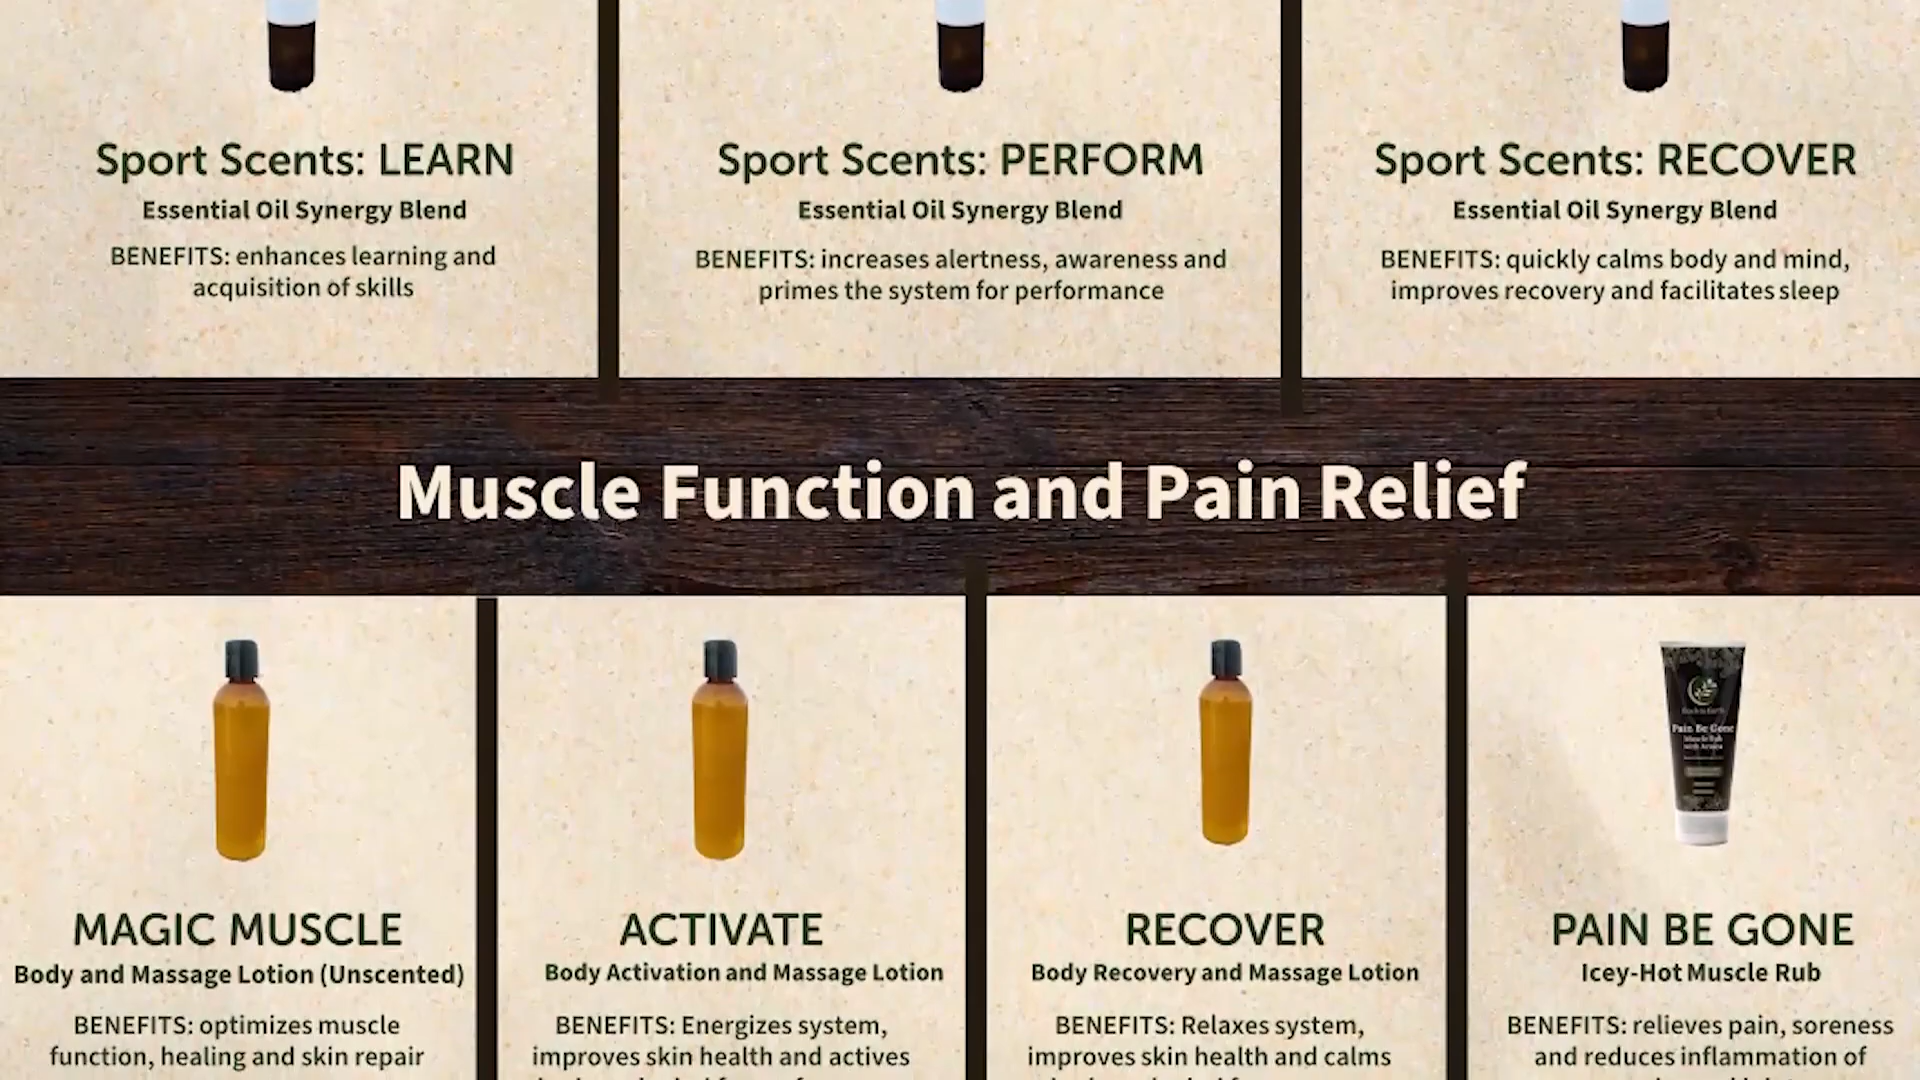 Sport Scents: LEARN
Essential Oil Synergy Blend
BENEFITS: enhances learning and
acquisition of skills
Sport Scents: PERFORM
Essential Oil Synergy Blend
BENEFITS: increases alertness, awareness and
primes the system for performance
Sport Scents: RECOVER
Essential Oil Synergy Blend
BENEFITS: quickly calms body and mind,
improves recovery and facilitates sleep
Muscle Function and Pain Relief
MAGIC MUSCLE
Body and Massage Lotion (Unscented)
BENEFITS: optimizes muscle
function, healing and skin repair
ACTIVATE
Body Activation and Massage Lotion
BENEFITS: Energizes system,
improves skin health and actives
RECOVER
Body Recovery and Massage Lotion
BENEFITS: Relaxes system,
improves skin health and calms
Pain Be Gone
Muscle Rub
with Arnica
PAIN BE GONE
Icey-Hot Muscle Rub
BENEFITS: relieves pain, soreness
and reduces inflammation of